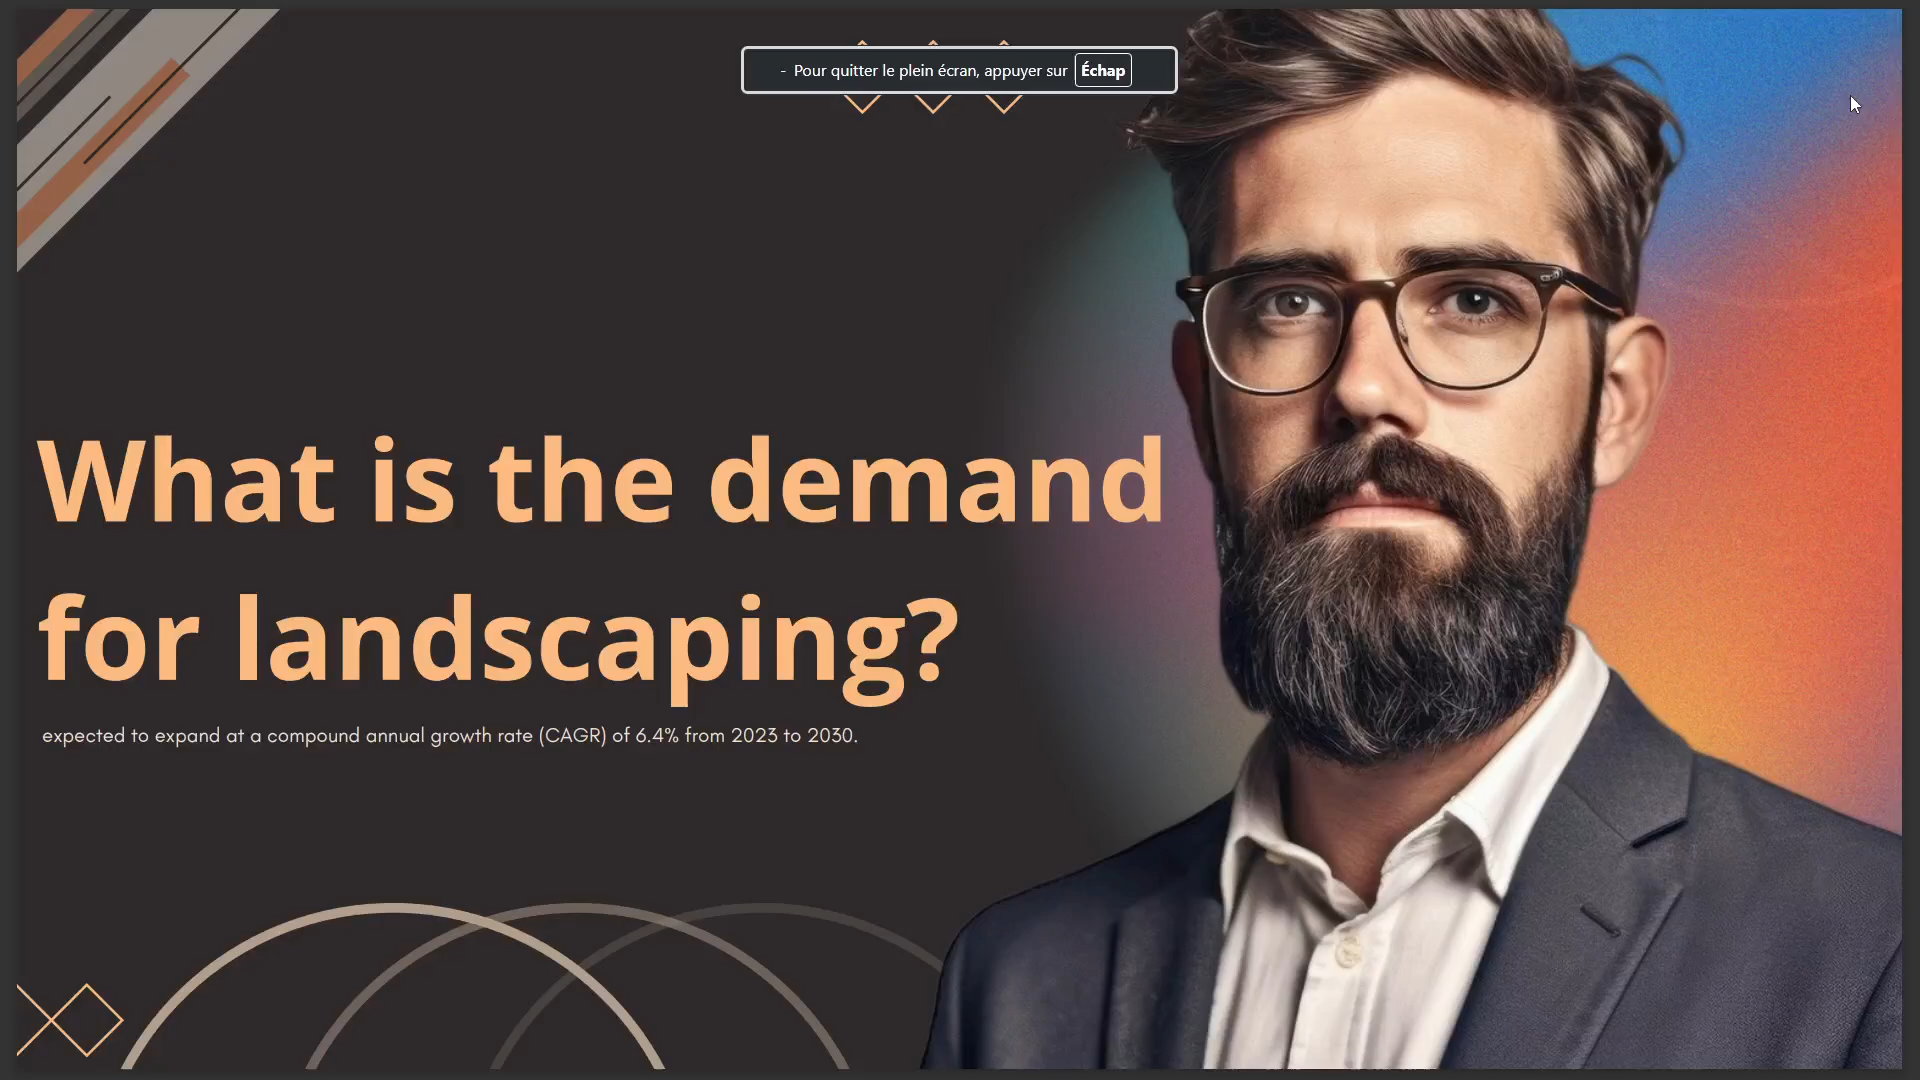 - Pour quitter le plein écran, appuyer sur Échap
What is the demand
for landscaping?
expected to expand at a compound annual growth rate (CAGR) of 6.4% from 2023 to 2030.